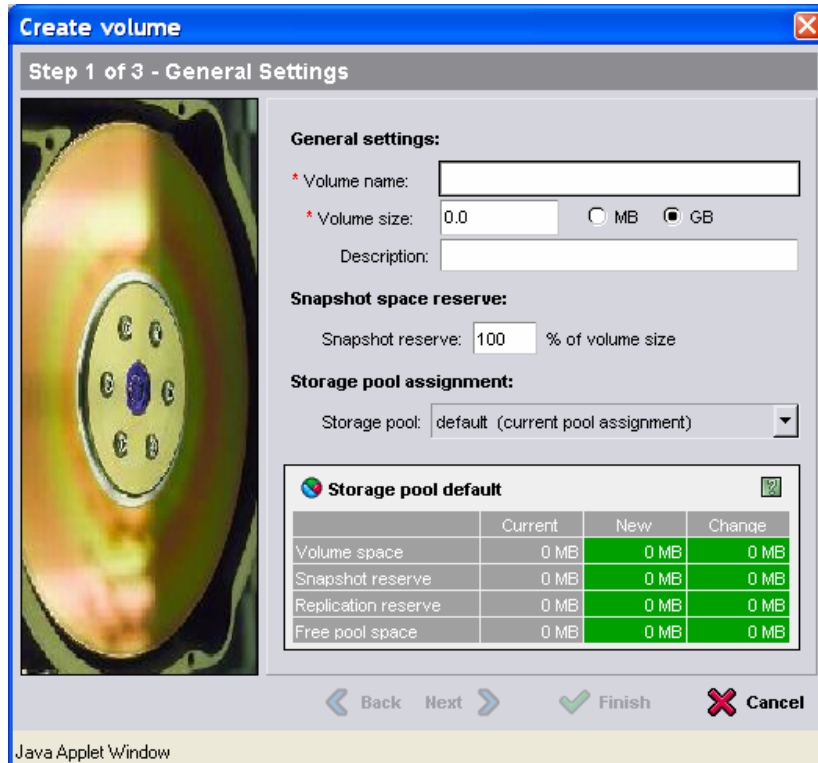 Create volume
Step 1 of 3 - General Settings
General settings:
* Volume name:
* Volume size: 0.0 MB GB
Description:
Snapshot space reserve:
Snapshot reserve: 100 % of volume size
Storage pool assignment:
Storage pool: default (current pool assignment)
Storage pool default ?
Current New Change
Volume space 0 MB 0 MB 0 MB
Snapshot reserve 0 MB 0 MB 0 MB
Replication reserve 0 MB 0 MB 0 MB
Free pool space 0 MB 0 MB 0 MB
Back Next Finish Cancel
Java Applet Window